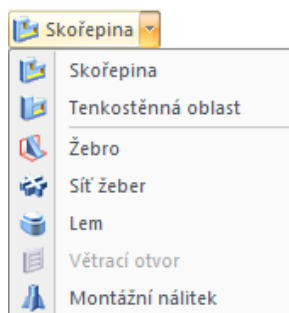 Skořepina
Skořepina
Tenkostěnná oblast
Žebro
Síť žeber
Lem
Větrací otvor
Montážní nálitek